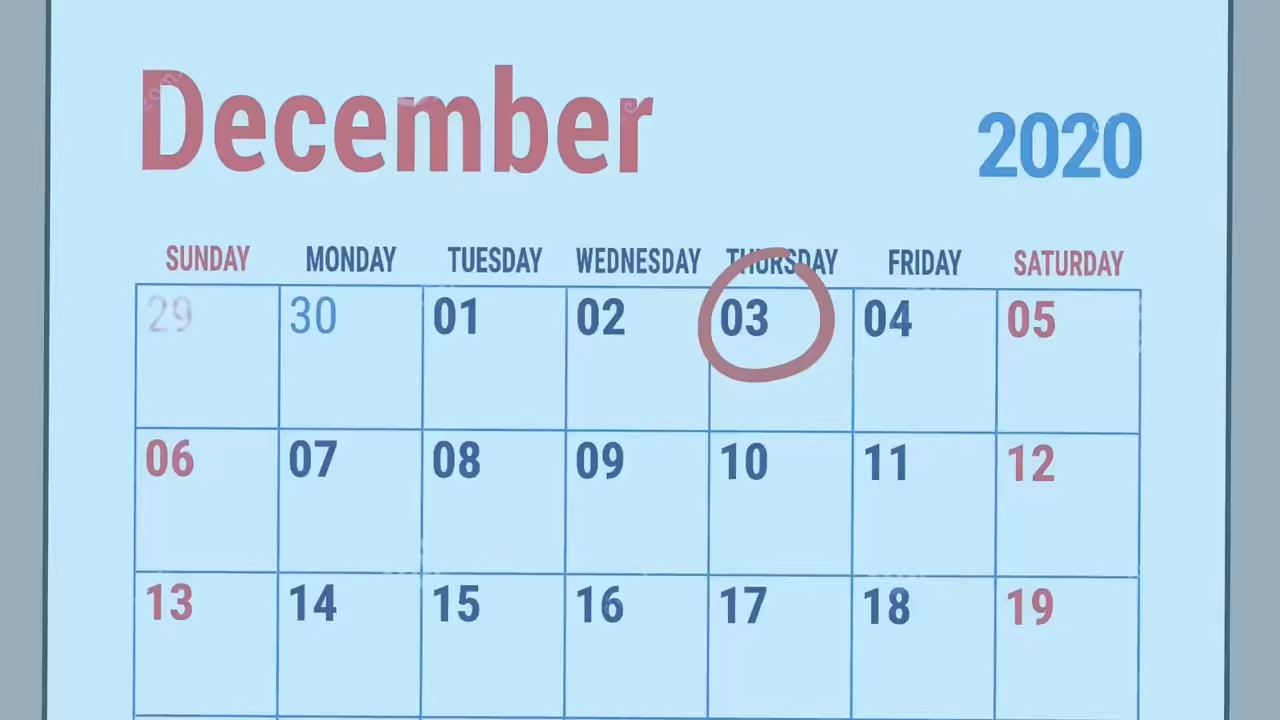 December 2020
SUNDAY MONDAY TUESDAY WEDNESDAY THURSDAY FRIDAY SATURDAY
29 30 01 02 03 04 05
06 07 08 09 10 11 12
13 14 15 16 17 18 19